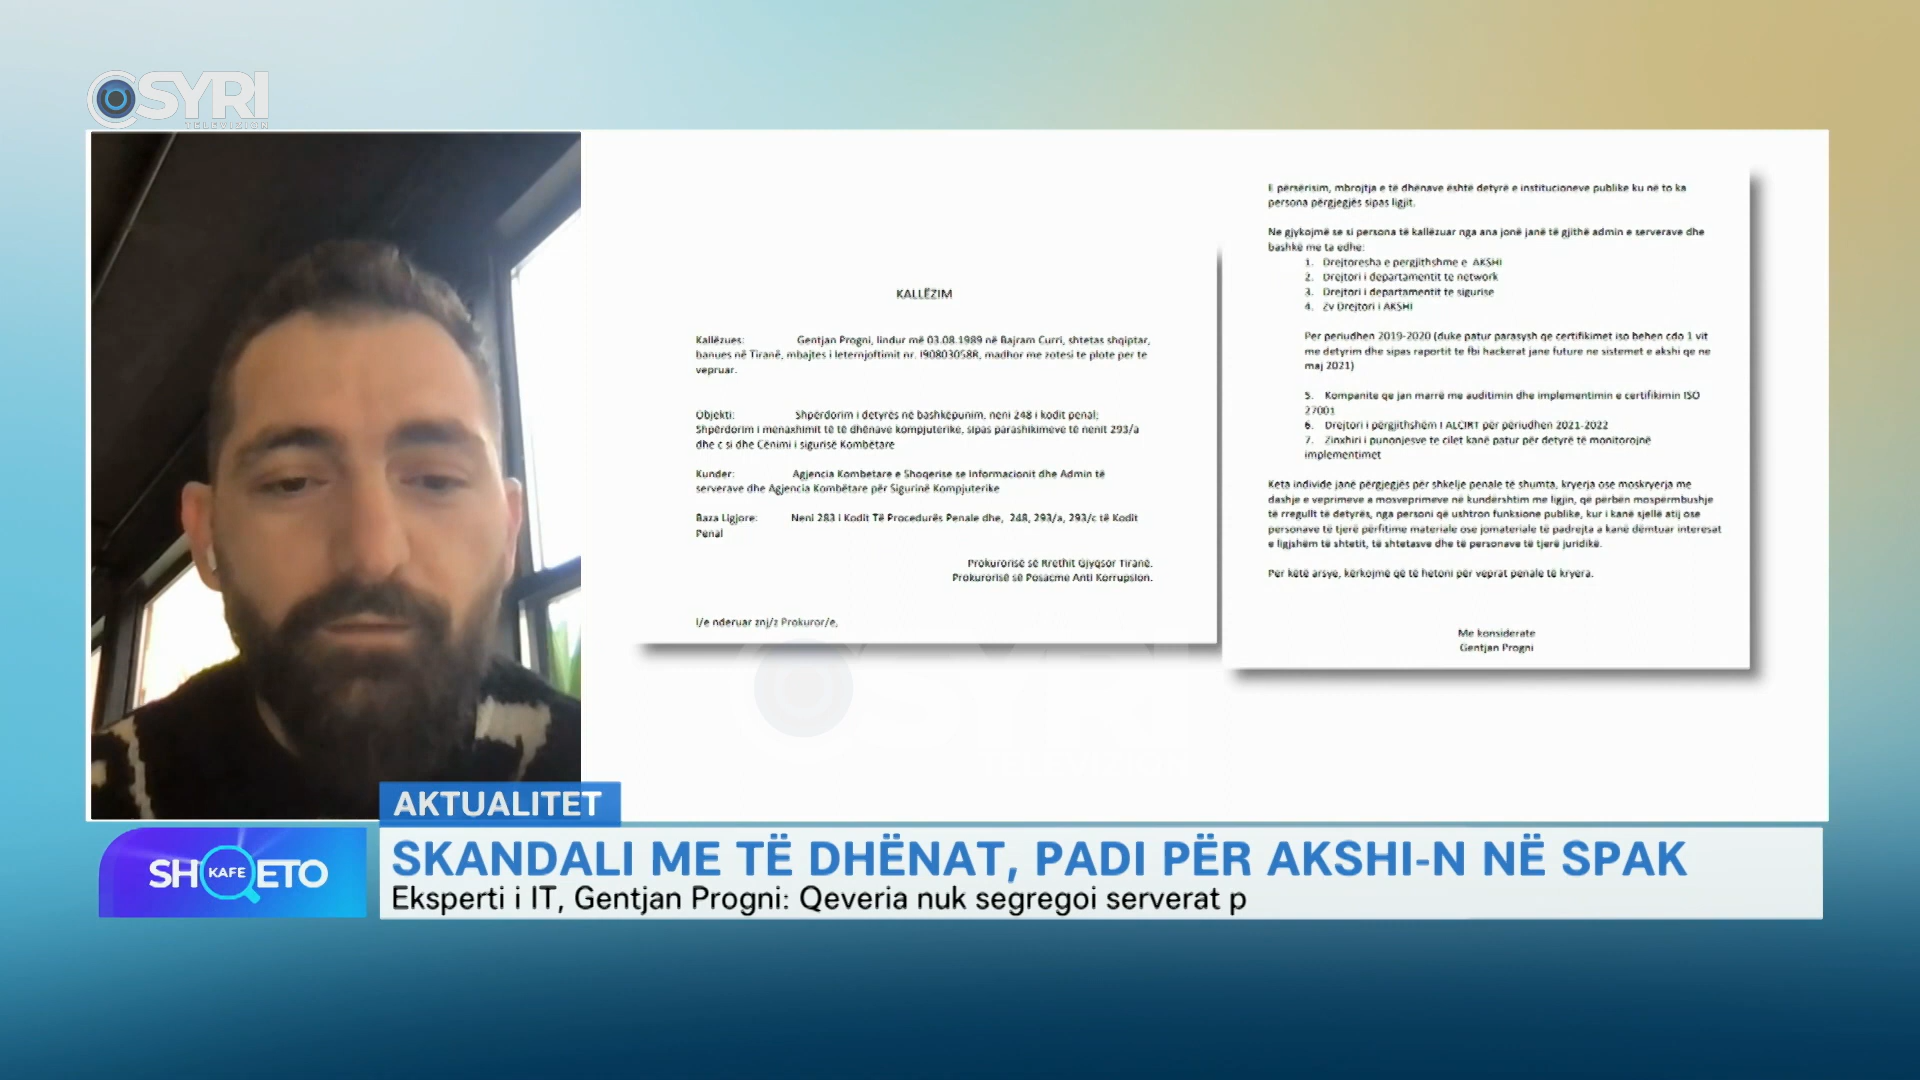 SYRI
TELEVIZION
KALLËZIM
Kallëzues: Gentjan Progni, lindur më 03.08.1989 në Bajram Curri, shtetas shqiptar,
banues në Tiranë, mbajtes i leternjoftimit nr. I90803058R, madhor me zotesi te plote per te
vepruar.
Objekti: Shpërdorim i detyrës në bashkëpunim, neni 248 i kodit penal;
Shpërdorim i menaxhimit të të dhënave kompjuterike, sipas parashikimeve të nenit 293/a
dhe c si dhe Cënimi i sigurisë Kombëtare
Kunder: Agjencia Kombetare e Shoqerise se Informacionit dhe Admin të
serverave dhe Agjencia Kombëtare për Sigurinë Kompjuterike
Baza Ligjore: Neni 283 i Kodit Të Procedurës Penale dhe, 248, 293/a, 293/c të Kodit
Penal
Prokurorisë së Rrethit Gjyqsor Tiranë.
Prokurorisë së Posaçme Anti Korrupsion.
I/e nderuar znj/z Prokuror/e,
E përsërisim, mbrojtja e të dhënave është detyrë e institucioneve publike ku në to ka
persona përgjegjës sipas ligjit.
Ne gjykojmë se si persona të kallëzuar nga ana jonë janë të gjithë admin e serverave dhe
bashkë me ta edhe:
1. Drejtoresha e pergjithshme e AKSHI
2. Drejtori i departamentit te network
3. Drejtori i departamentit te sigurise
4. Zv Drejtori i AKSHI
Per periudhen 2019-2020 (duke patur parasysh qe certifikimet iso behen cdo 1 vit
me detyrim dhe sipas raportit te fbi hackerat jane future ne sistemet e akshi qe ne
maj 2021)
5. Kompanite qe jan marrë me auditimin dhe implementimin e certifikimin ISO
27001
6. Drejtori i përgjithshëm I ALCIRT për përiudhen 2021-2022
7. Zinxhiri i punonjesve te cilet kanë patur për detyrë të monitorojnë
implementimet
Këta individe janë përgjegjës për shkelje penale të shumta, kryerja ose moskryerja me
dashje e veprimeve a mosveprimeve në kundërshtim me ligjin, që përbën mospërmbushje
të rregullt të detyrës, nga personi që ushtron funksione publike, kur i kanë sjellë atij ose
personave të tjerë përfitime materiale ose jomateriale të padrejta a kanë dëmtuar interesat
e ligjshëm të shtetit, të shtetasve dhe të personave të tjerë juridikë.
Për këtë arsye, kërkojmë që të hetoni për veprat penale të kryera.
Me konsiderate
Gentjan Progni
SYRI
TELEVIZION
AKTUALITET
SHQETO
KAFE
SKANDALI ME TË DHËNAT, PADI PËR AKSHI-N NË SPAK
Eksperti i IT, Gentjan Progni: Qeveria nuk segregoi serverat p